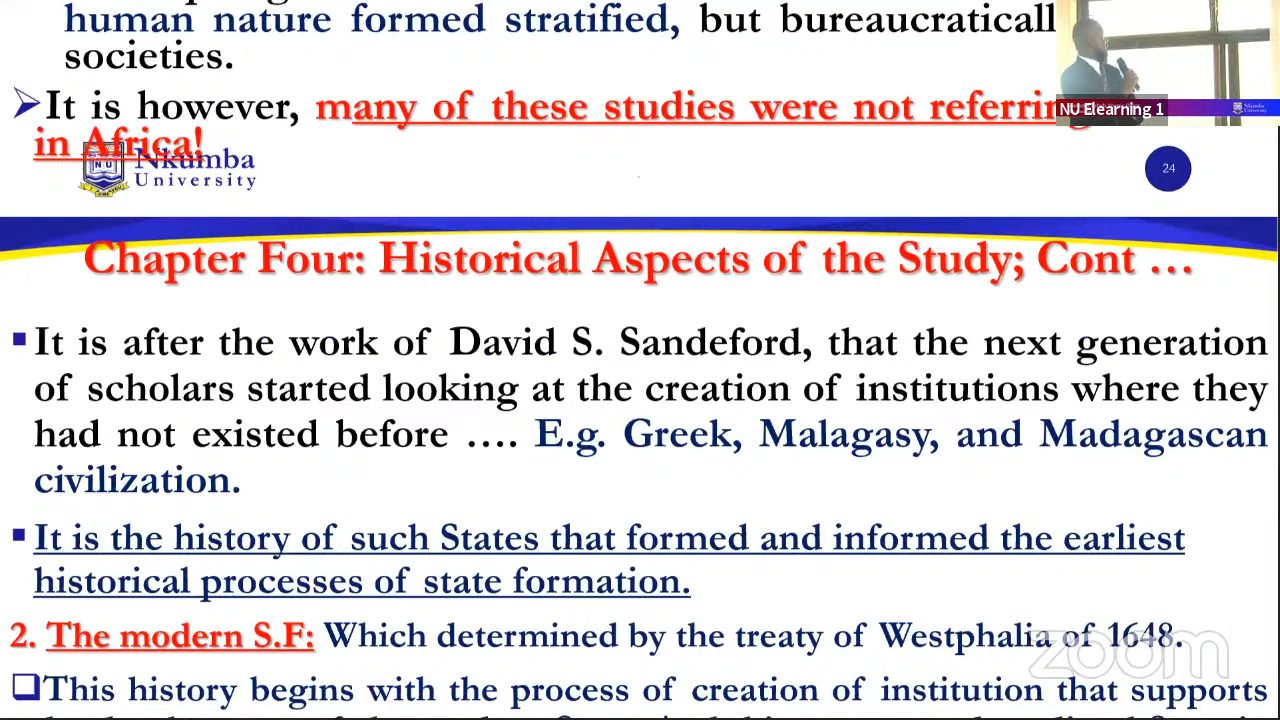 human nature formed stratified, but bureaucraticall
societies.
It is however, many of these studies were not referring
in Africa!
NU Elearning 1
Nkumba
University
NU
Nkumba
University
24
Chapter Four: Historical Aspects of the Study; Cont …
It is after the work of David S. Sandeford, that the next generation
of scholars started looking at the creation of institutions where they
had not existed before …. E.g. Greek, Malagasy, and Madagascan
civilization.
It is the history of such States that formed and informed the earliest
historical processes of state formation.
2. The modern S.F: Which determined by the treaty of Westphalia of 1648.
zoom
This history begins with the process of creation of institution that supports